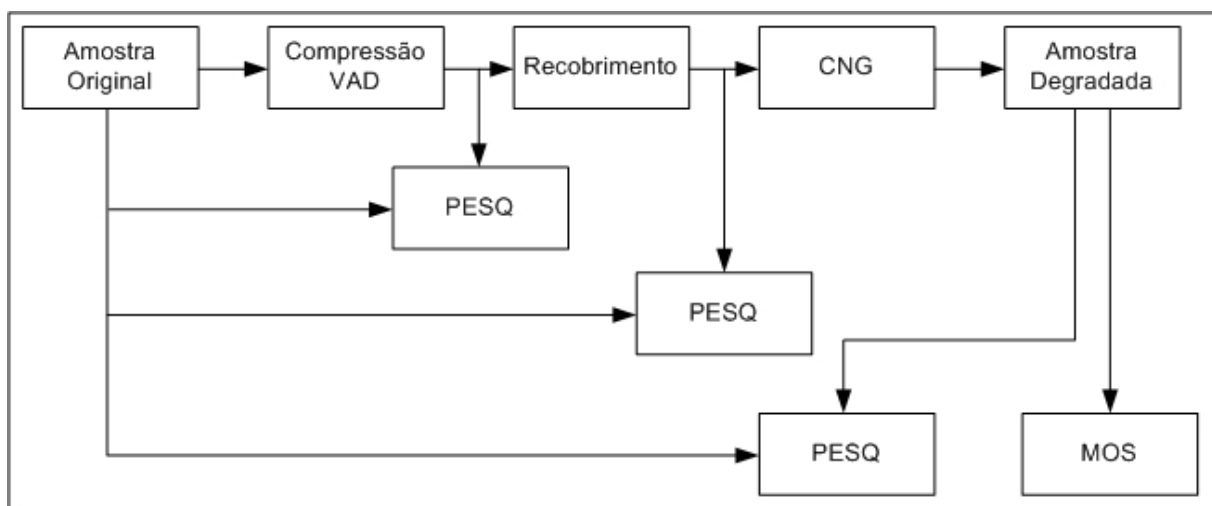 Amostra
Original
Compressão
VAD
Recobrimento
CNG
Amostra
Degradada
PESQ
PESQ
PESQ
MOS